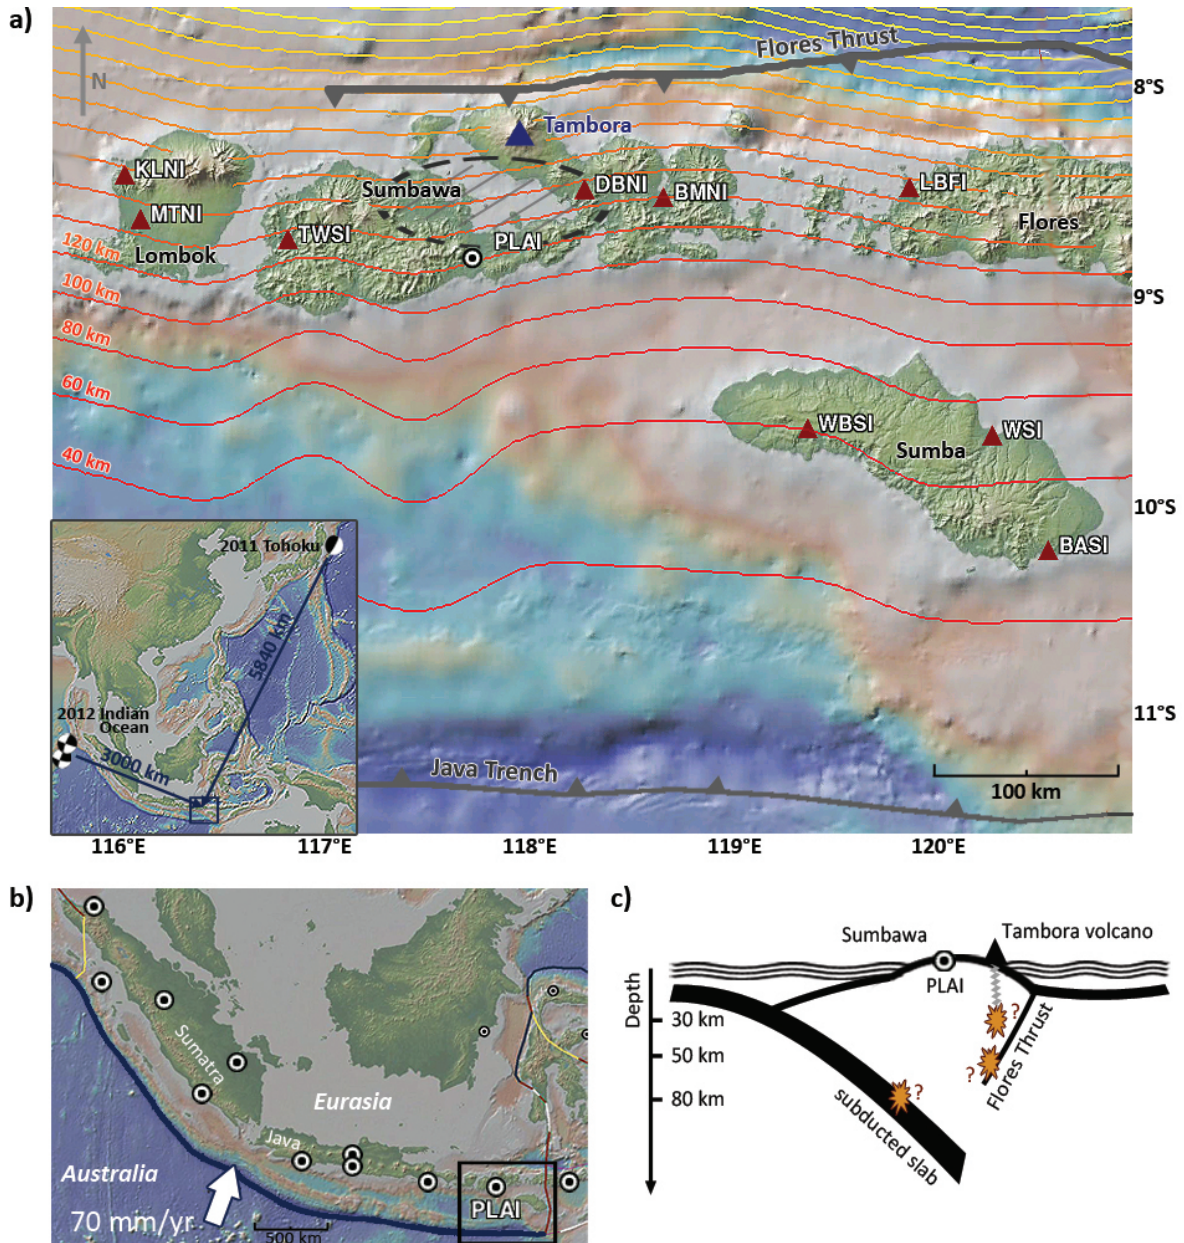 a)
N
Flores Thrust
8°S
Tambora
KLNI
Sumbawa
DBNI
BMNI
LBFI
MTNI
TWSI
PLAI
Flores
120 km
Lombok
100 km
9°S
80 km
60 km
WBSI
WSI
Sumba
40 km
10°S
BASI
2011 Tohoku
5840 km
2012 Indian
Ocean
3000 km
11°S
Java Trench
100 km
116°E
117°E
118°E
119°E
120°E
b)
Sumatra
Eurasia
Java
Australia
70 mm/yr
500 km
PLAI
c)
Sumbawa
Tambora volcano
PLAI
Depth
30 km
?
50 km
?
Flores Thrust
80 km
?
subducted slab